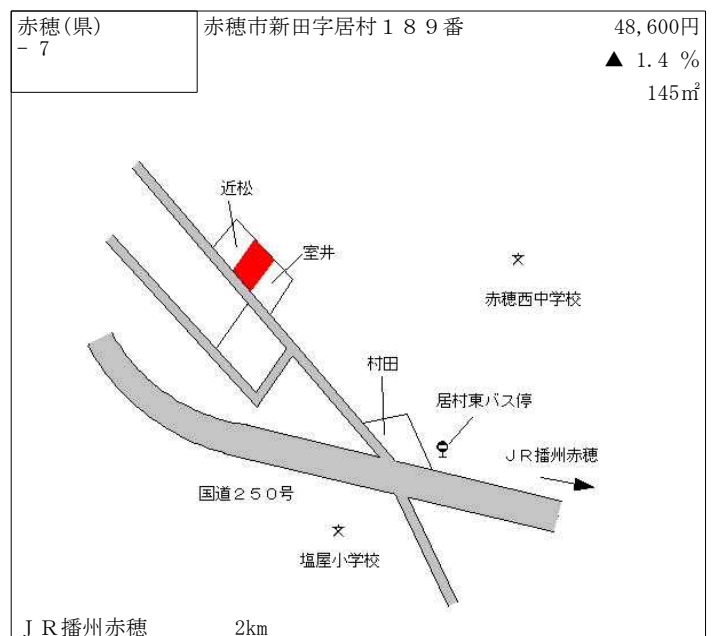 赤穂(県) 赤穂市新田字居村１８９番 48,600円
－ 7 ▲ 1.4 %
145㎡
近松
室井
赤穂西中学校
村田
居村東バス停
ＪＲ播州赤穂
国道２５０号
塩屋小学校
ＪＲ播州赤穂 2km